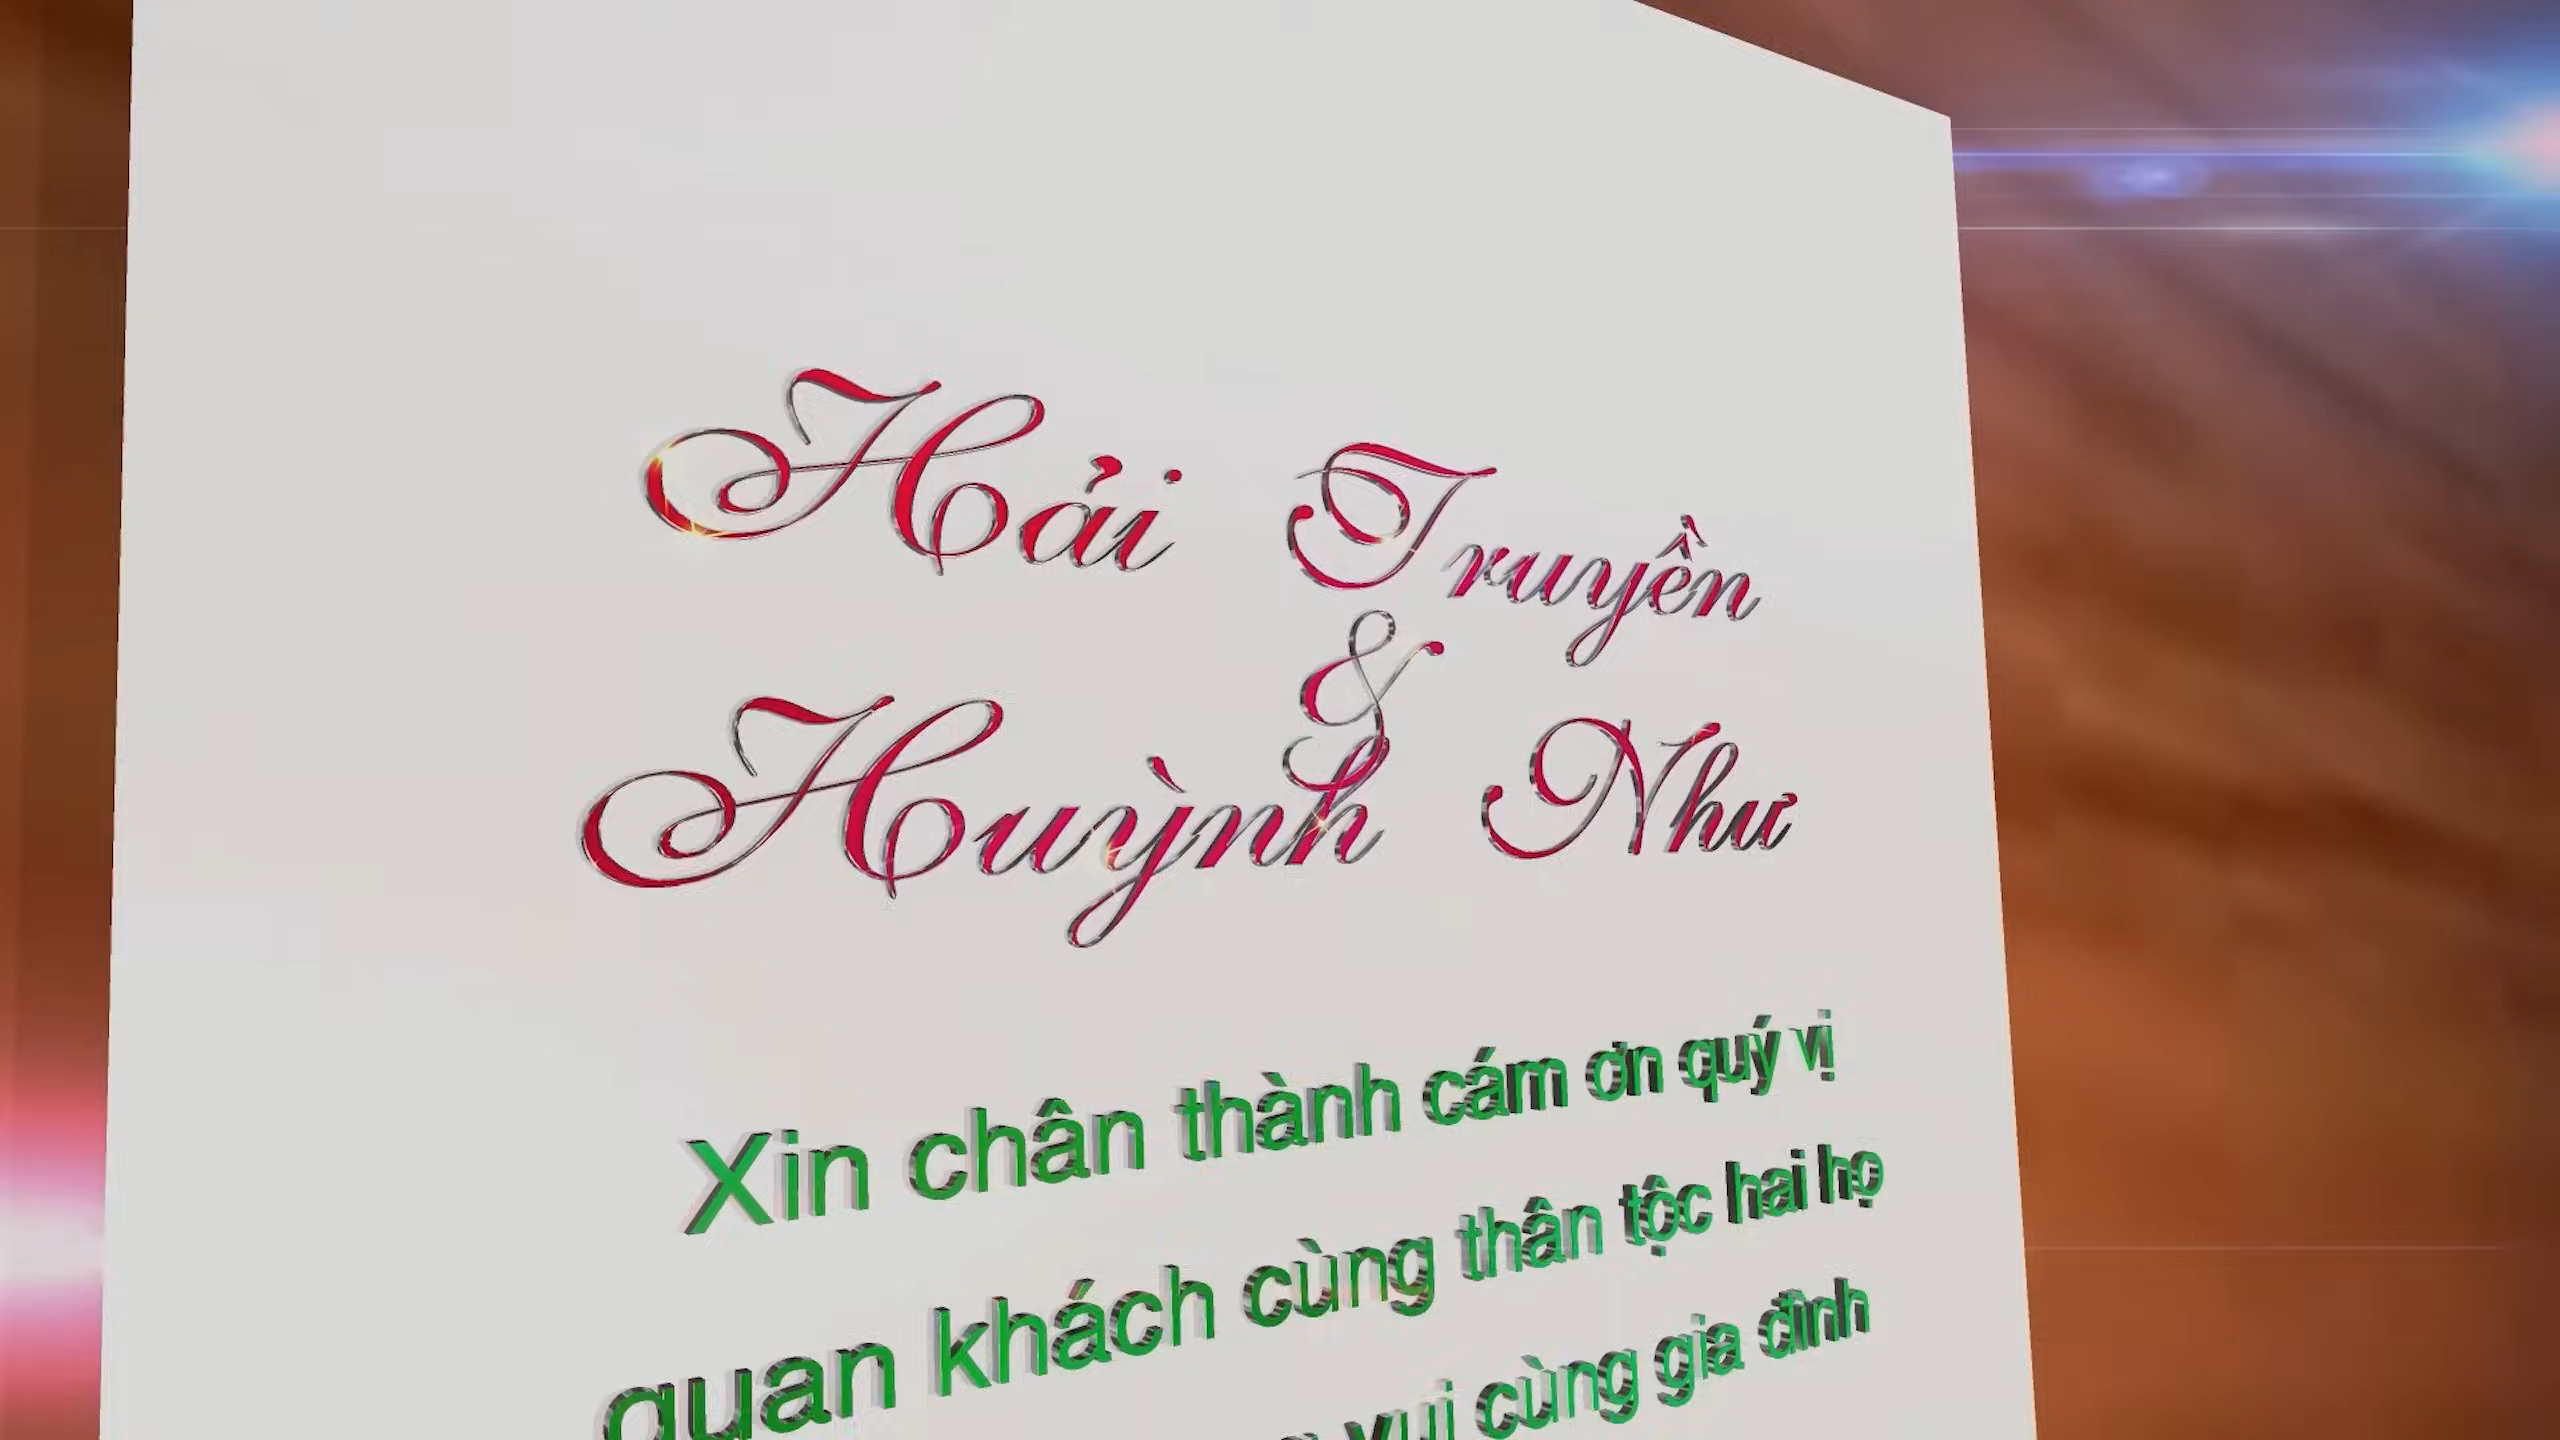 Hải Truyền
&
Huỳnh Như
Xin chân thành cám ơn quý vị
quan khách cùng thân tộc hai họ
vui cùng gia đình